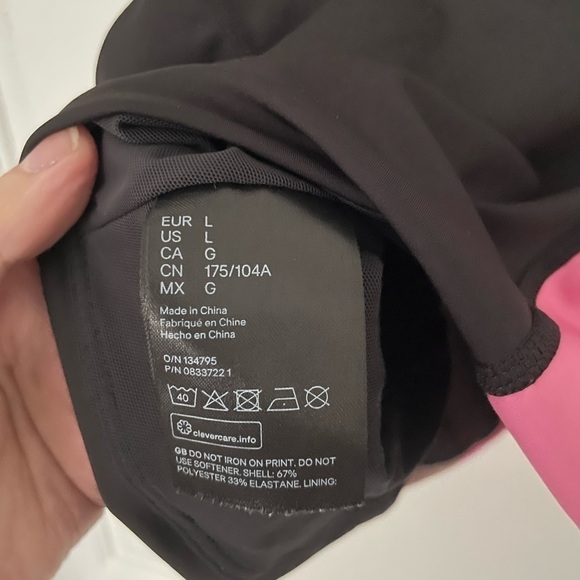 EUR L
US L
CA G
CN 175/104A
MX G
Made in China
Fabriqué en Chine
Hecho en China
O/N 134795
P/N 0833722 1
40
clevercare.info
GB DO NOT IRON ON PRINT. DO NOT
USE SOFTENER. SHELL: 67%
POLYESTER 33% ELASTANE. LINING: